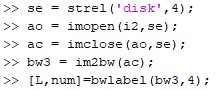 >> se = strel('disk',4);
>> ao = imopen(i2,se);
>> ac = imclose(ao,se);
>> bw3 = im2bw(ac);
>> [L,num]=bwlabel(bw3,4);